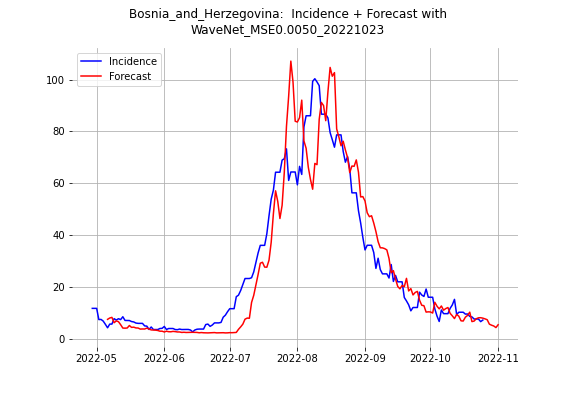 Bosnia_and_Herzegovina:  Incidence + Forecast with
WaveNet_MSE0.0050_20221023
Incidence
Forecast
100
80
60
40
20
0
2022-05 2022-06 2022-07 2022-08 2022-09 2022-10 2022-11